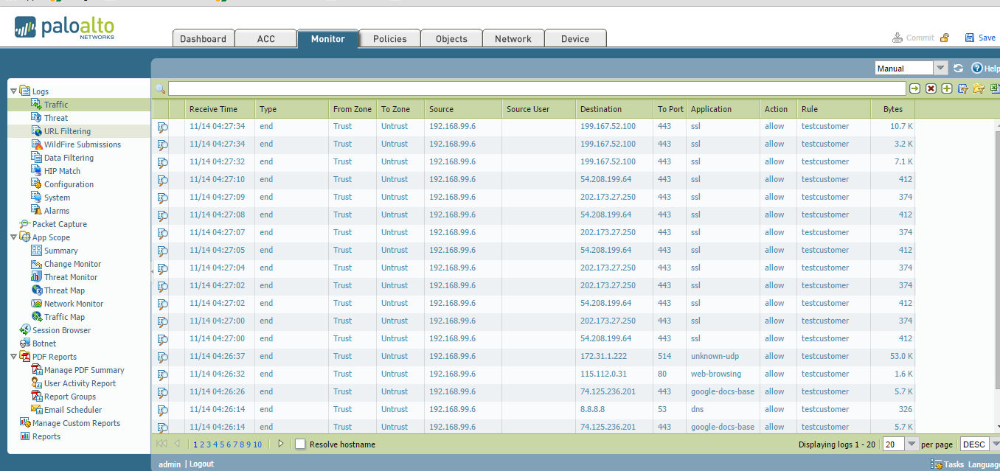 paloalto
NETWORKS
Dashboard ACC Monitor Policies Objects Network Device
Commit Save
Manual Help
Logs
Traffic
Threat
URL Filtering
WildFire Submissions
Data Filtering
HIP Match
Configuration
System
Alarms
Packet Capture
App Scope
Summary
Change Monitor
Threat Monitor
Threat Map
Network Monitor
Traffic Map
Session Browser
Botnet
PDF Reports
Manage PDF Summary
User Activity Report
Report Groups
Email Scheduler
Manage Custom Reports
Reports
Receive Time Type From Zone To Zone Source Source User Destination To Port Application Action Rule Bytes
11/14 04:27:34 end Trust Untrust 192.168.99.6 199.167.52.100 443 ssl allow testcustomer 10.7 K
11/14 04:27:34 end Trust Untrust 192.168.99.6 199.167.52.100 443 ssl allow testcustomer 3.2 K
11/14 04:27:32 end Trust Untrust 192.168.99.6 199.167.52.100 443 ssl allow testcustomer 7.1 K
11/14 04:27:10 end Trust Untrust 192.168.99.6 54.208.199.64 443 ssl allow testcustomer 412
11/14 04:27:09 end Trust Untrust 192.168.99.6 202.173.27.250 443 ssl allow testcustomer 374
11/14 04:27:08 end Trust Untrust 192.168.99.6 54.208.199.64 443 ssl allow testcustomer 412
11/14 04:27:07 end Trust Untrust 192.168.99.6 202.173.27.250 443 ssl allow testcustomer 374
11/14 04:27:05 end Trust Untrust 192.168.99.6 54.208.199.64 443 ssl allow testcustomer 412
11/14 04:27:04 end Trust Untrust 192.168.99.6 202.173.27.250 443 ssl allow testcustomer 374
11/14 04:27:02 end Trust Untrust 192.168.99.6 202.173.27.250 443 ssl allow testcustomer 374
11/14 04:27:02 end Trust Untrust 192.168.99.6 54.208.199.64 443 ssl allow testcustomer 412
11/14 04:27:00 end Trust Untrust 192.168.99.6 202.173.27.250 443 ssl allow testcustomer 374
11/14 04:27:00 end Trust Untrust 192.168.99.6 54.208.199.64 443 ssl allow testcustomer 412
11/14 04:26:37 end Trust Untrust 192.168.99.6 172.31.1.222 514 unknown-udp allow testcustomer 53.0 K
11/14 04:26:32 end Trust Untrust 192.168.99.6 115.112.0.31 80 web-browsing allow testcustomer 1.6 K
11/14 04:26:26 end Trust Untrust 192.168.99.6 74.125.236.201 443 google-docs-base allow testcustomer 5.7 K
11/14 04:26:14 end Trust Untrust 192.168.99.6 8.8.8.8 53 dns allow testcustomer 326
11/14 04:26:14 end Trust Untrust 192.168.99.6 74.125.236.201 443 google-docs-base allow testcustomer 5.7 K
1 2 3 4 5 6 7 8 9 10 Resolve hostname Displaying logs 1 - 20 20 per page DESC
admin | Logout Tasks Language